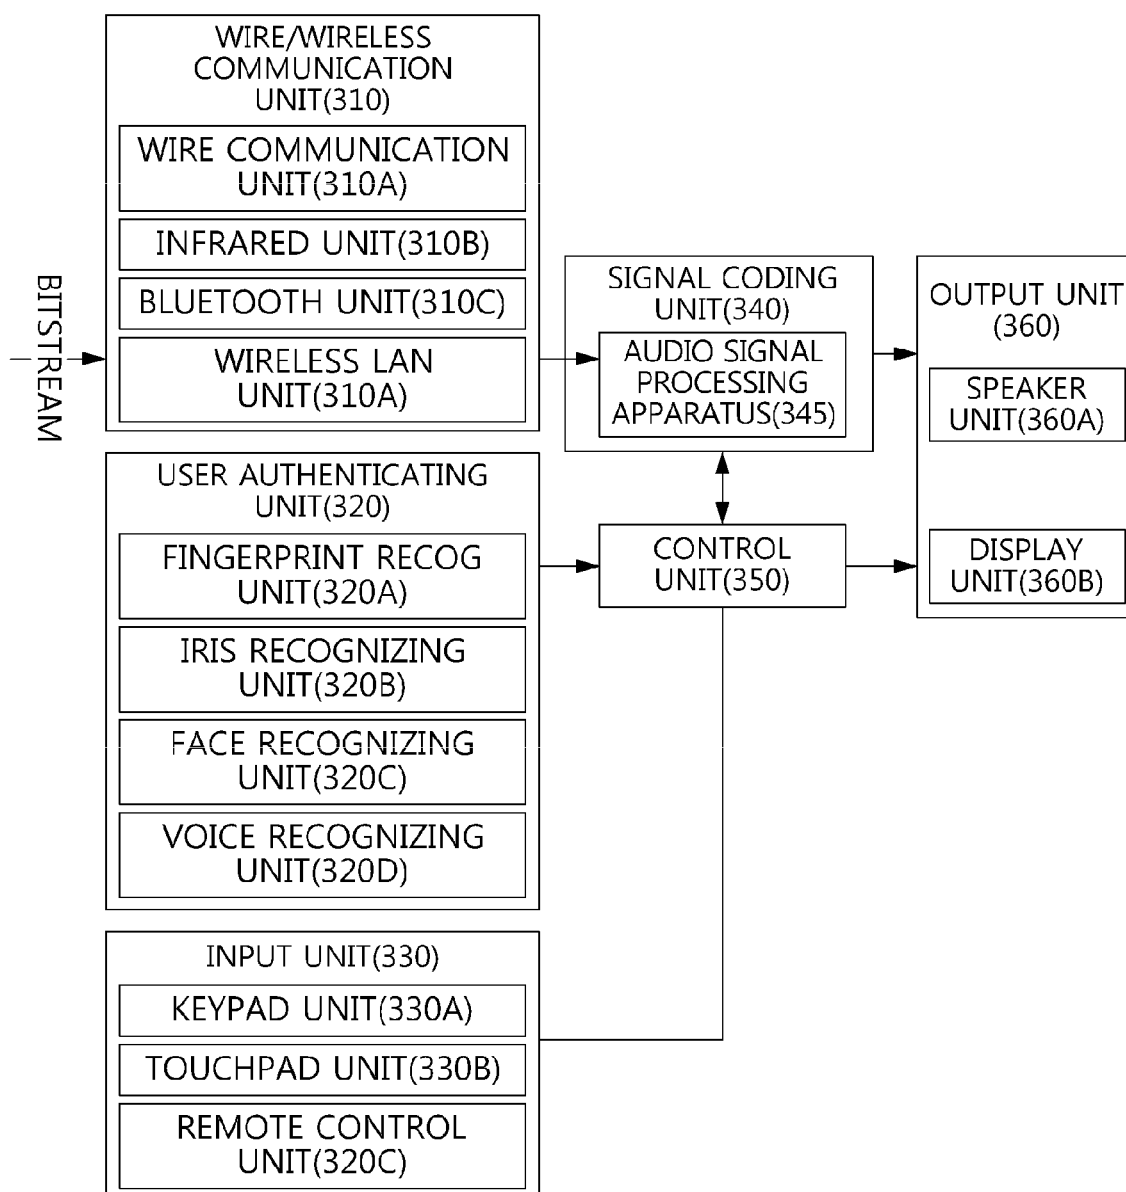 WIRE/WIRELESS
COMMUNICATION
UNIT(310)
WIRE COMMUNICATION
UNIT(310A)
INFRARED UNIT(310B)
BLUETOOTH UNIT(310C)
WIRELESS LAN
UNIT(310A)
BITSTREAM
USER AUTHENTICATING
UNIT(320)
FINGERPRINT RECOG
UNIT(320A)
IRIS RECOGNIZING
UNIT(320B)
FACE RECOGNIZING
UNIT(320C)
VOICE RECOGNIZING
UNIT(320D)
INPUT UNIT(330)
KEYPAD UNIT(330A)
TOUCHPAD UNIT(330B)
REMOTE CONTROL
UNIT(320C)
SIGNAL CODING
UNIT(340)
AUDIO SIGNAL
PROCESSING
APPARATUS(345)
CONTROL
UNIT(350)
OUTPUT UNIT
(360)
SPEAKER
UNIT(360A)
DISPLAY
UNIT(360B)